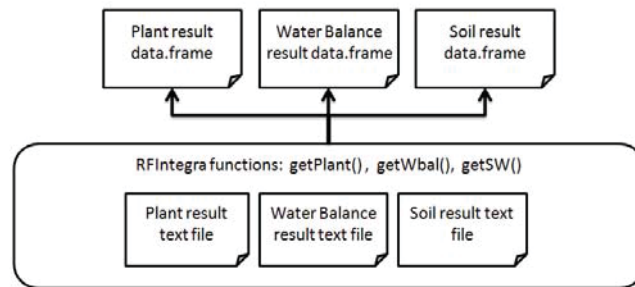 Plant result
data.frame
Water Balance
result data.frame
Soil result
data.frame
RFIntegra functions: getPlant(), getWbal(), getSW()
Plant result
text file
Water Balance
result text file
Soil result text
file